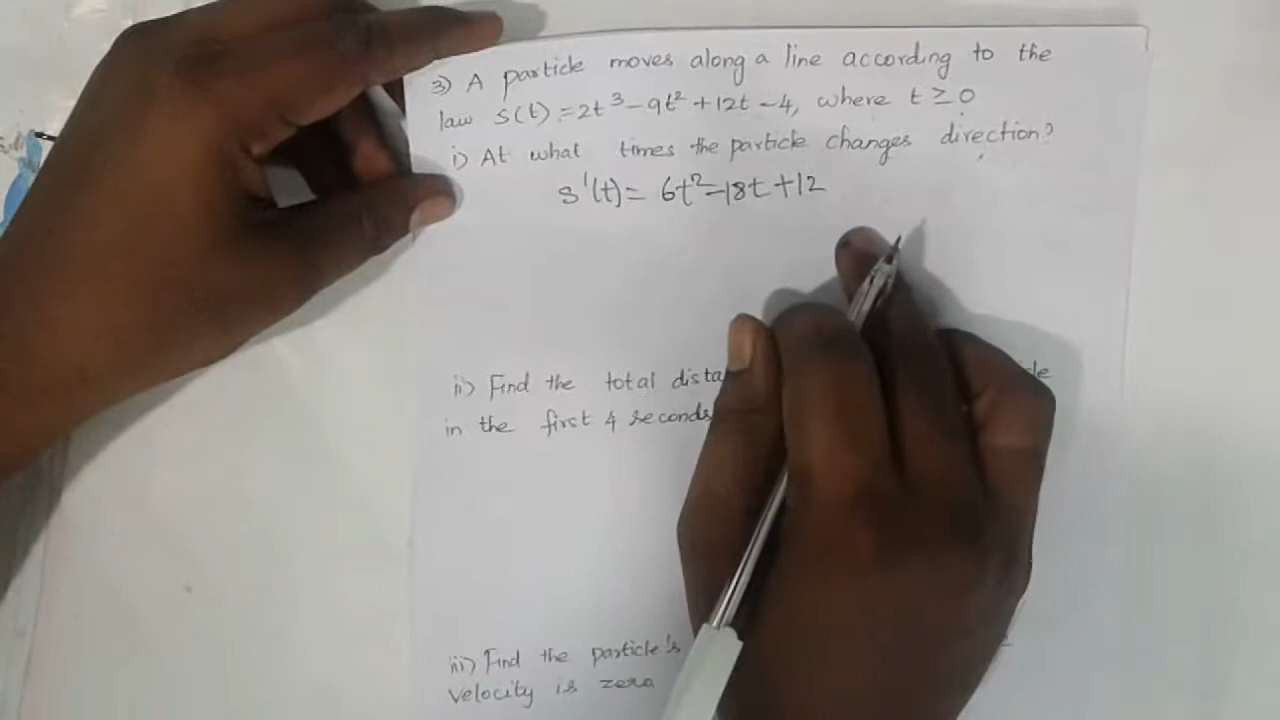 3) A particle moves along a line according to the
law s(t) = 2t³ - 9t² + 12t - 4, where t ≥ 0
i) At what times the particle changes direction?
s'(t) = 6t² - 18t + 12
ii) Find the total
in the first 4 seconds
iii) Find the particle's
velocity is zero